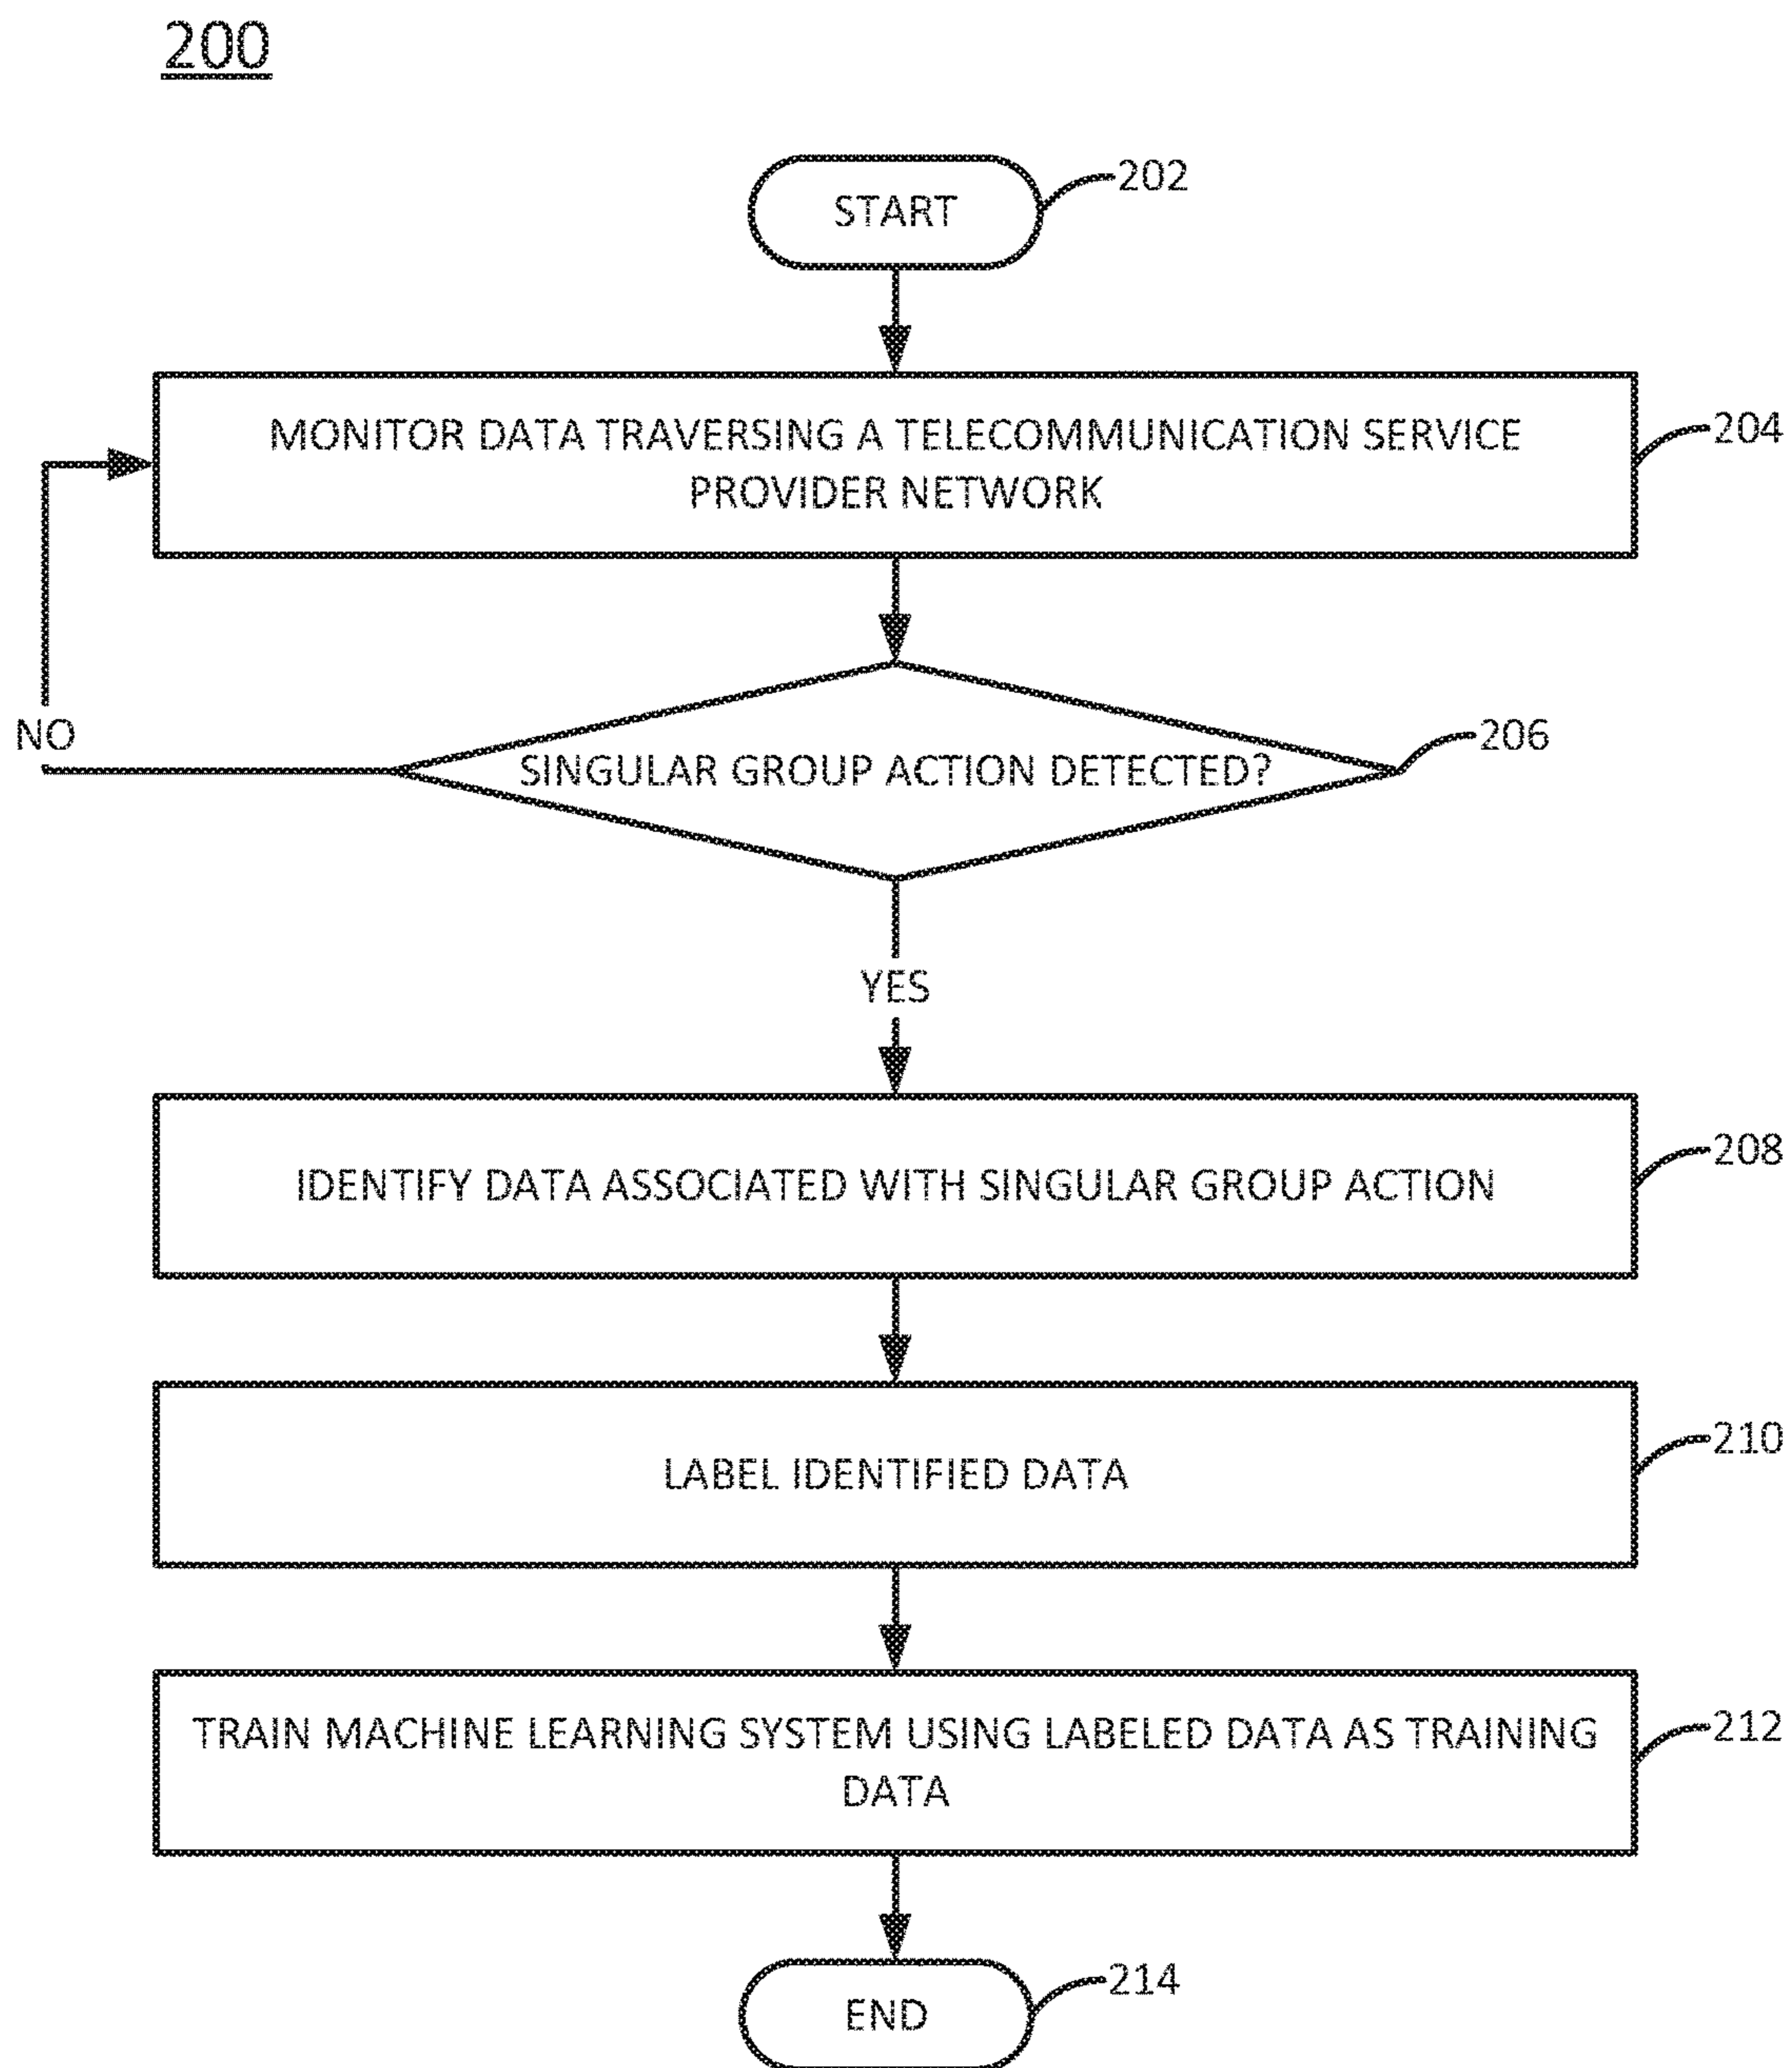 200
START
202
MONITOR DATA TRAVERSING A TELECOMMUNICATION SERVICE
PROVIDER NETWORK
204
SINGULAR GROUP ACTION DETECTED?
206
NO
YES
IDENTIFY DATA ASSOCIATED WITH SINGULAR GROUP ACTION
208
LABEL IDENTIFIED DATA
210
TRAIN MACHINE LEARNING SYSTEM USING LABELED DATA AS TRAINING
DATA
212
END
214